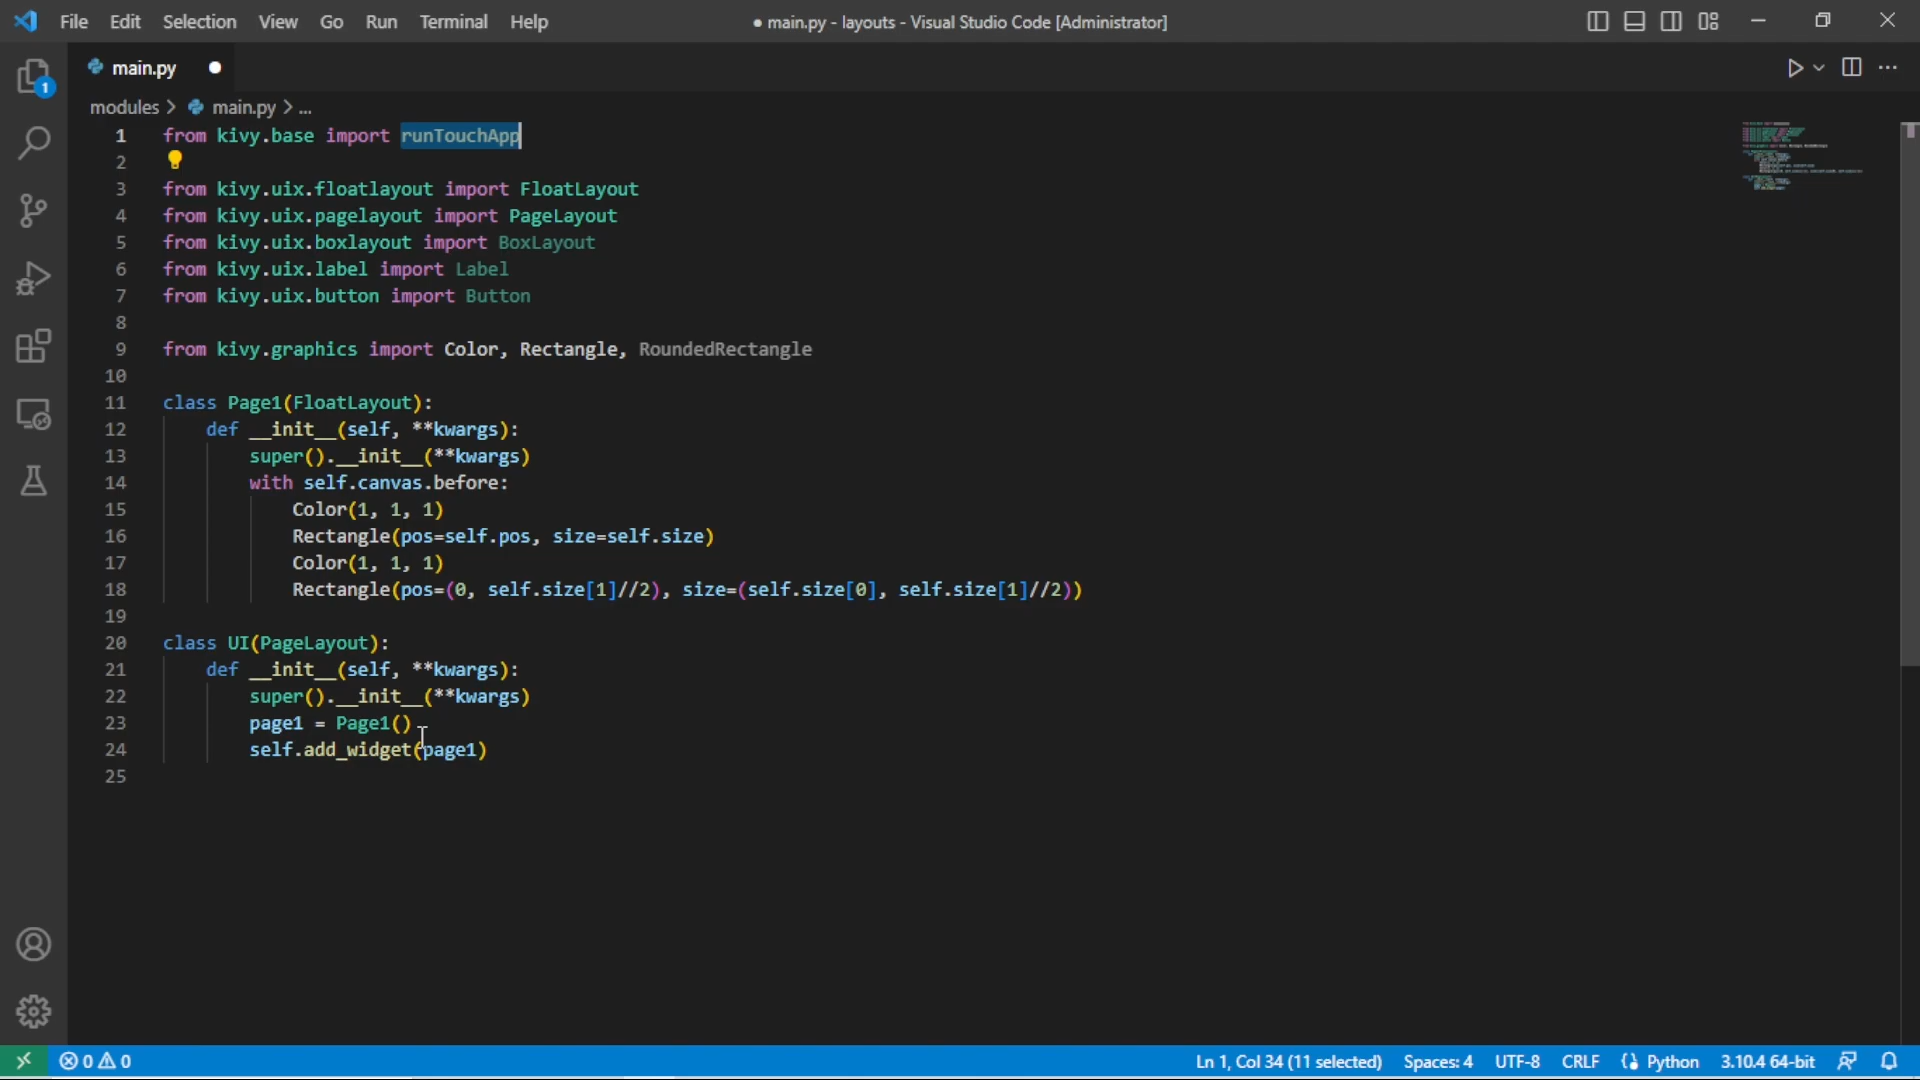 File Edit Selection View Go Run Terminal Help
● main.py - layouts - Visual Studio Code [Administrator]
main.py ●
1
modules > main.py > ...
1 from kivy.base import runTouchApp
2
3 from kivy.uix.floatlayout import FloatLayout
4 from kivy.uix.pagelayout import PageLayout
5 from kivy.uix.boxlayout import BoxLayout
6 from kivy.uix.label import Label
7 from kivy.uix.button import Button
8
9 from kivy.graphics import Color, Rectangle, RoundedRectangle
10
11 class Page1(FloatLayout):
12 def __init__(self, **kwargs):
13 super().__init__(**kwargs)
14 with self.canvas.before:
15 Color(1, 1, 1)
16 Rectangle(pos=self.pos, size=self.size)
17 Color(1, 1, 1)
18 Rectangle(pos=(0, self.size[1]//2), size=(self.size[0], self.size[1]//2))
19
20 class UI(PageLayout):
21 def __init__(self, **kwargs):
22 super().__init__(**kwargs)
23 page1 = Page1()
24 self.add_widget(page1)
25
0 0 Ln 1, Col 34 (11 selected) Spaces: 4 UTF-8 CRLF Python 3.10.4 64-bit